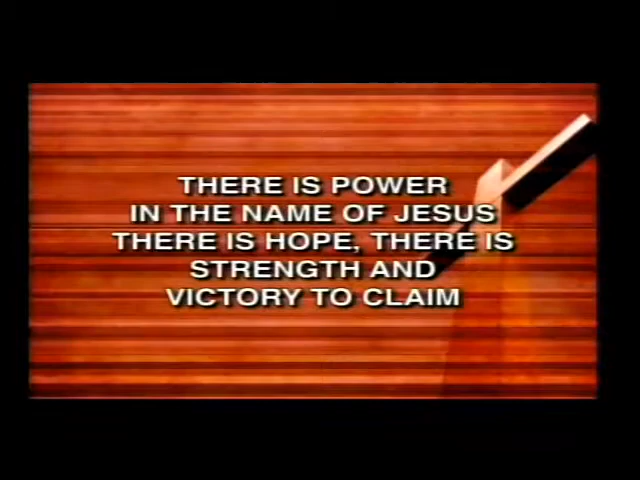 THERE IS POWER
IN THE NAME OF JESUS
THERE IS HOPE, THERE IS
STRENGTH AND
VICTORY TO CLAIM